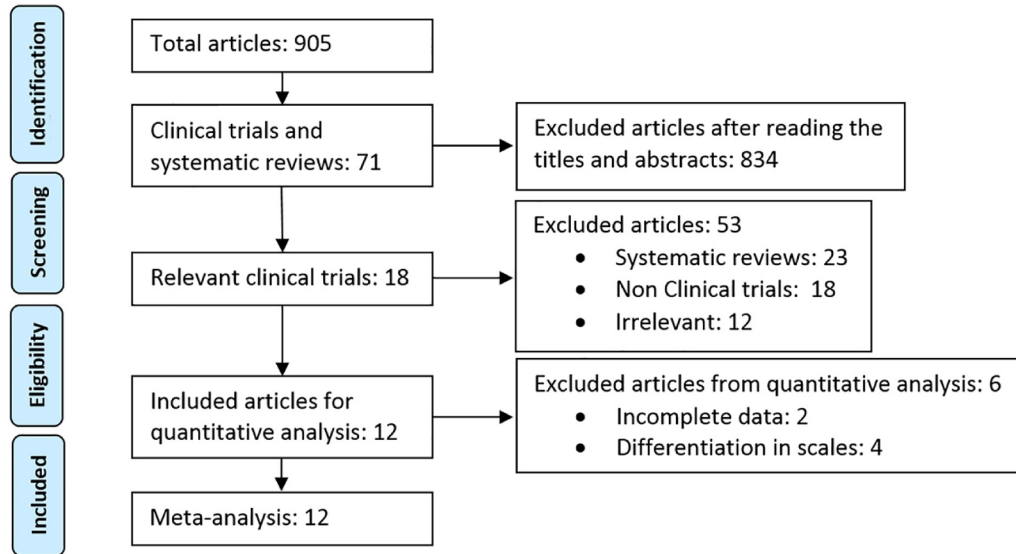 Identification
Total articles: 905
Clinical trials and
systematic reviews: 71
Excluded articles after reading the
titles and abstracts: 834
Screening
Relevant clinical trials: 18
Excluded articles: 53
• Systematic reviews: 23
• Non Clinical trials: 18
• Irrelevant: 12
Eligibility
Included articles for
quantitative analysis: 12
Excluded articles from quantitative analysis: 6
• Incomplete data: 2
• Differentiation in scales: 4
Included
Meta-analysis: 12